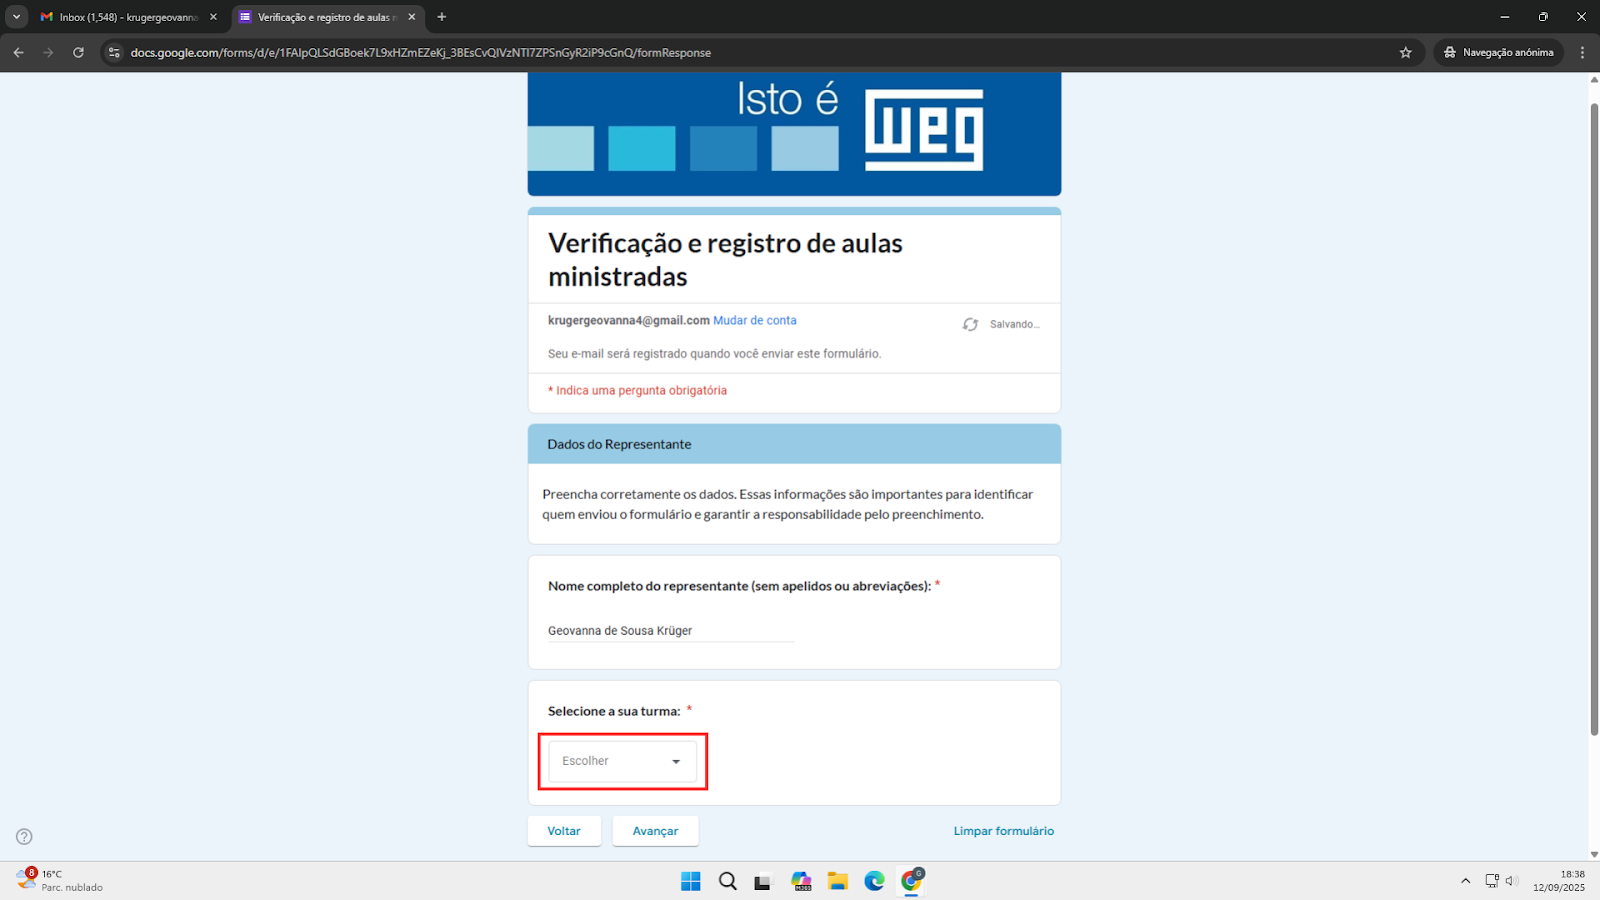 Inbox (1,548) - krugergeovanna
Verificação e registro de aulas n
docs.google.com/forms/d/e/1FAIpQLSdGBoek7L9xHZmEZeKj_3BEsCvQIVzNTI7ZPSnGyR2iP9cGnQ/formResponse
Navegação anónima
Isto é
weg
Verificação e registro de aulas
ministradas
krugergeovanna4@gmail.com Mudar de conta
Salvando...
Seu e-mail será registrado quando você enviar este formulário.
* Indica uma pergunta obrigatória
Dados do Representante
Preencha corretamente os dados. Essas informações são importantes para identificar
quem enviou o formulário e garantir a responsabilidade pelo preenchimento.
Nome completo do representante (sem apelidos ou abreviações): *
Geovanna de Sousa Krüger
Selecione a sua turma: *
Escolher
Voltar
Avançar
Limpar formulário
8
16°C
Parc. nublado
M365
G
18:38
12/09/2025